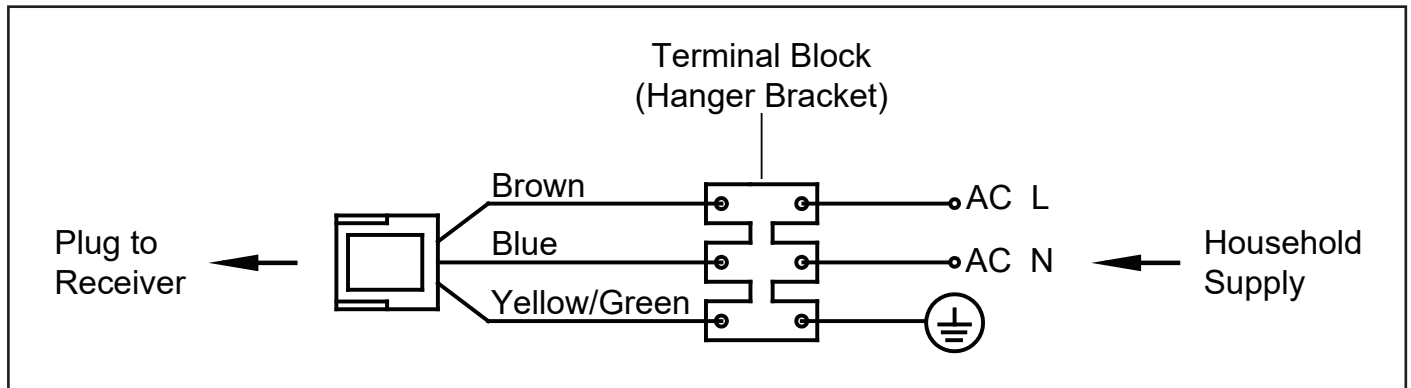 Terminal Block
(Hanger Bracket)
Brown
AC L
Plug to
Receiver
Blue
AC N
Household
Supply
Yellow/Green